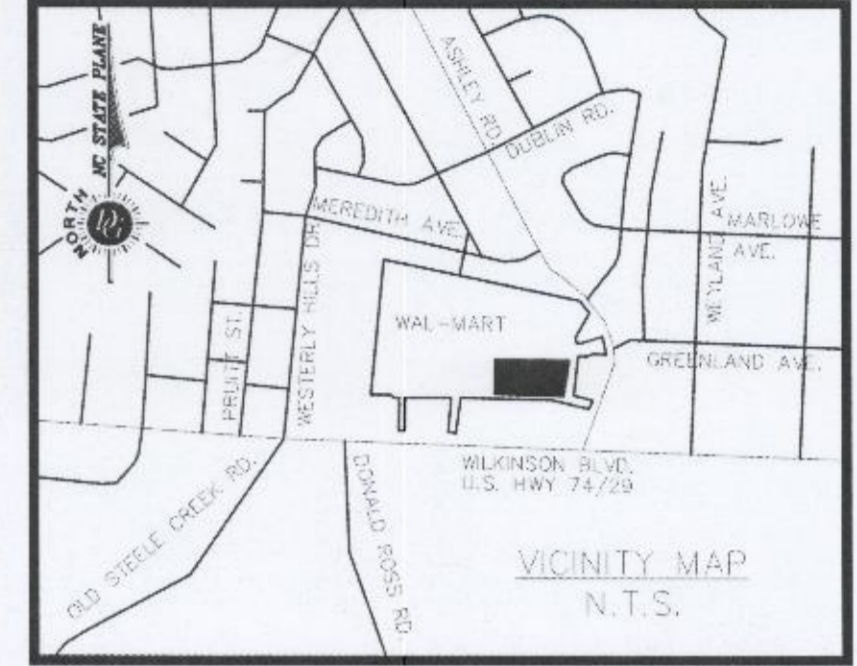 NC STATE PLANE
NORTH
ASHLEY RD.
DUBLIN RD.
MEREDITH AVE.
MARLOWE
AVE.
WEYLAND AVE.
WESTERLY HILLS DR.
PRUITT ST.
WAL-MART
GREENLAND AVE.
WILKINSON BLVD.
U.S. HWY 74/29
OLD STEELE CREEK RD.
DONALD ROSS RD.
VICINITY MAP
N.T.S.